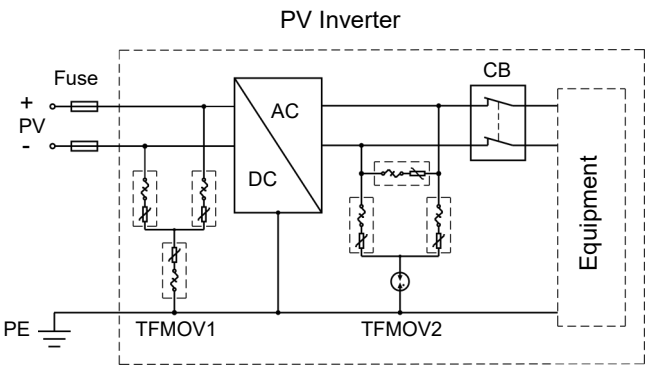 PV Inverter
Fuse
CB
+
PV
-
AC
DC
Equipment
PE
TFMOV1
TFMOV2